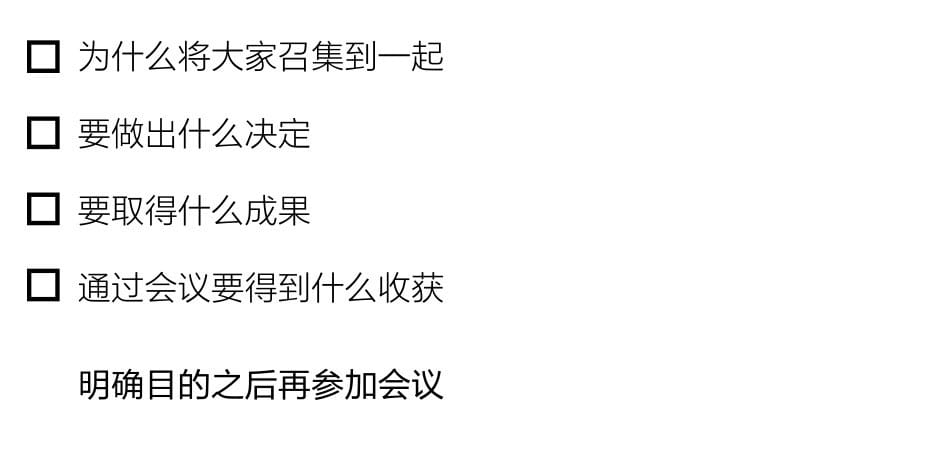 为什么将大家召集到一起
要做出什么决定
要取得什么成果
通过会议要得到什么收获
明确目的之后再参加会议